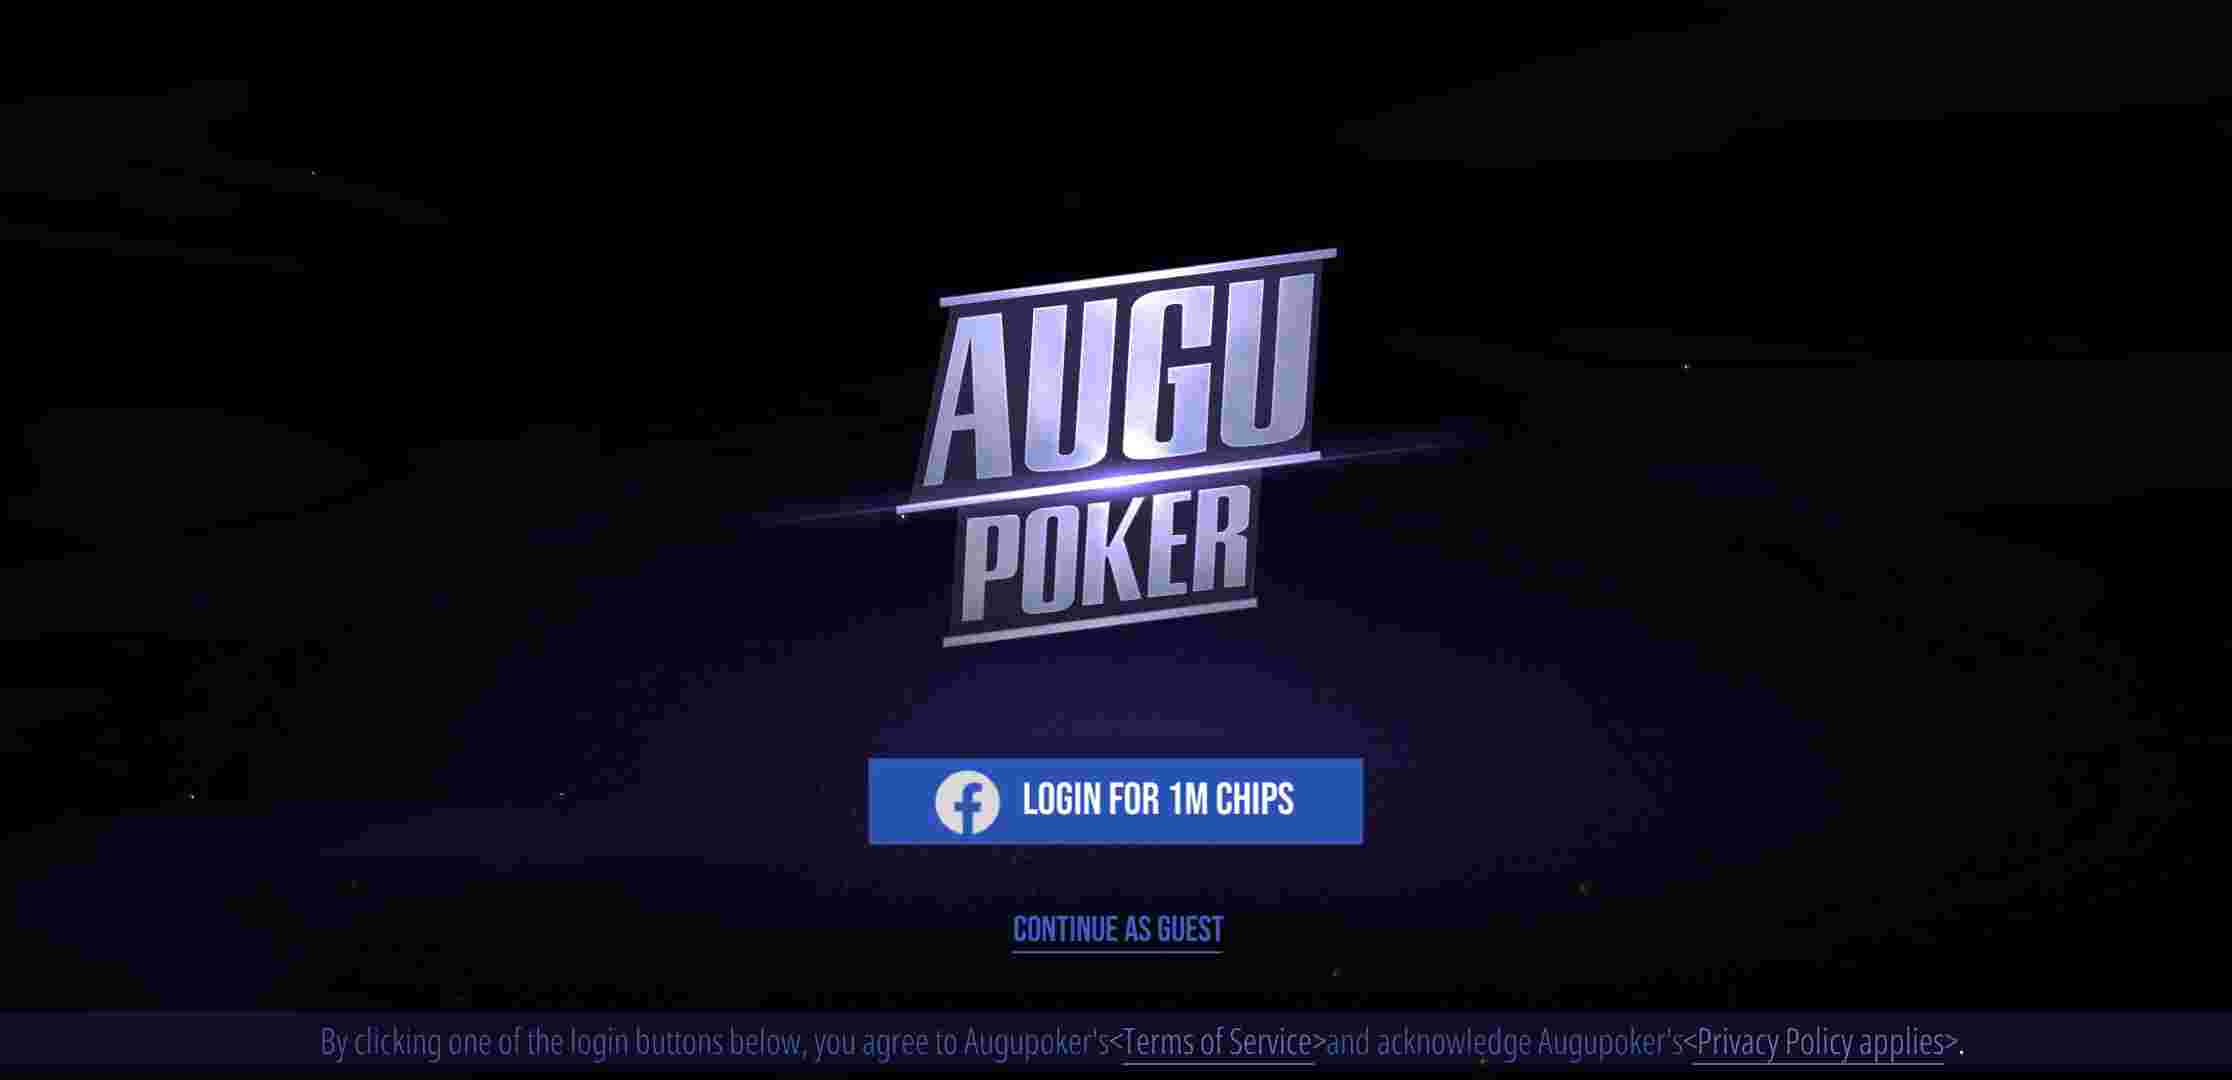 AUGU
POKER
LOGIN FOR 1M CHIPS
CONTINUE AS GUEST
By clicking one of the login buttons below, you agree to Augupoker's<Terms of Service>and acknowledge Augupoker's<Privacy Policy applies>.